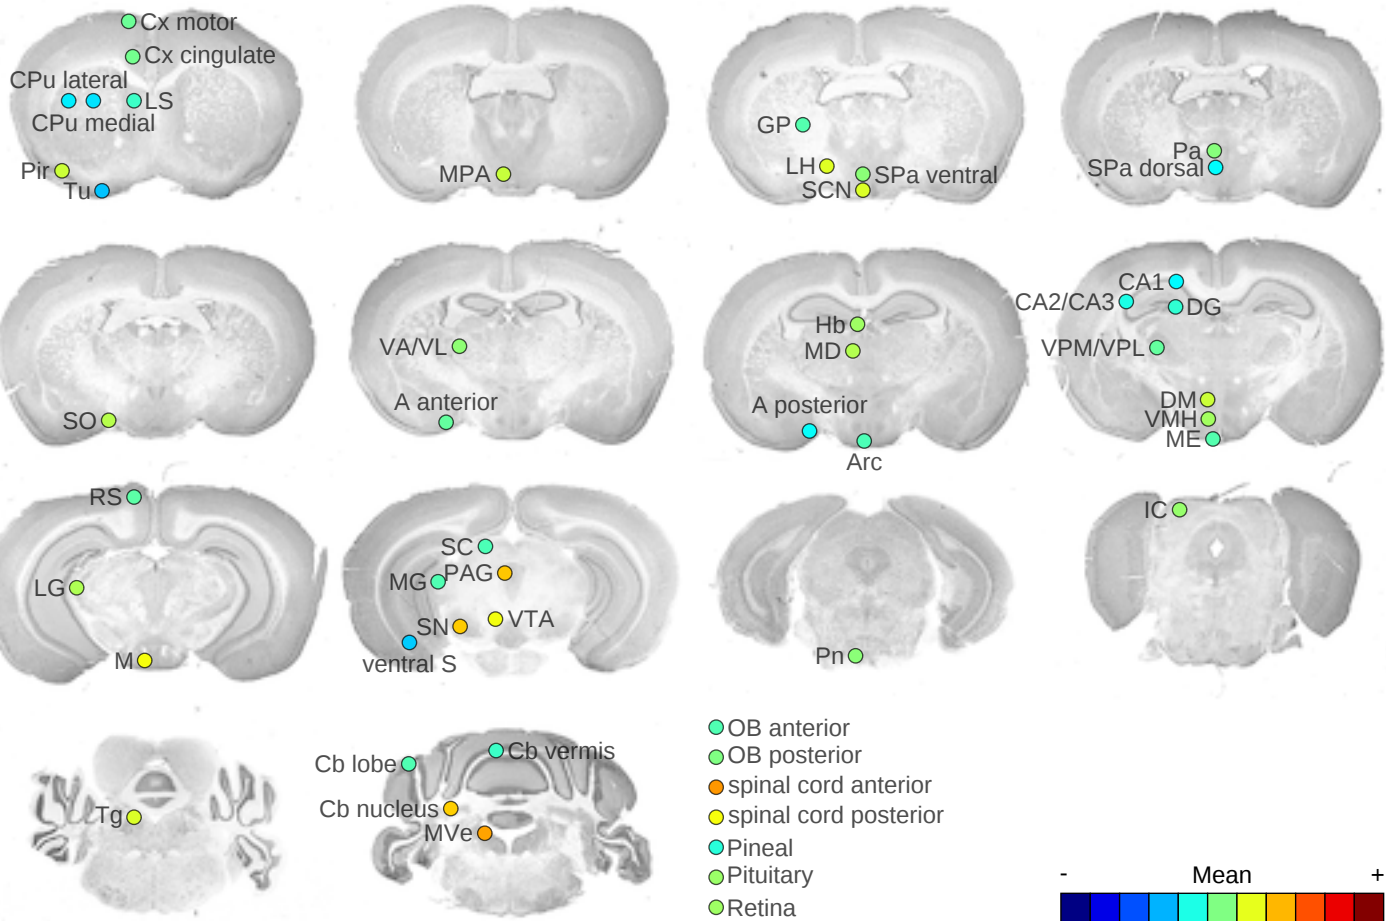 Cx motor
Cx cingulate
CPu lateral
LS
CPu medial
Pir
Tu
MPA
GP
LH
SPa ventral
SCN
Pa
SPa dorsal
SO
VA/VL
A anterior
Hb
MD
A posterior
Arc
CA1
CA2/CA3
DG
VPM/VPL
DM
VMH
ME
RS
LG
M
SC
MG
PAG
SN
VTA
ventral S
Pn
IC
Tg
Cb lobe
Cb vermis
Cb nucleus
MVe
OB anterior
OB posterior
spinal cord anterior
spinal cord posterior
Pineal
Pituitary
Retina
- Mean +